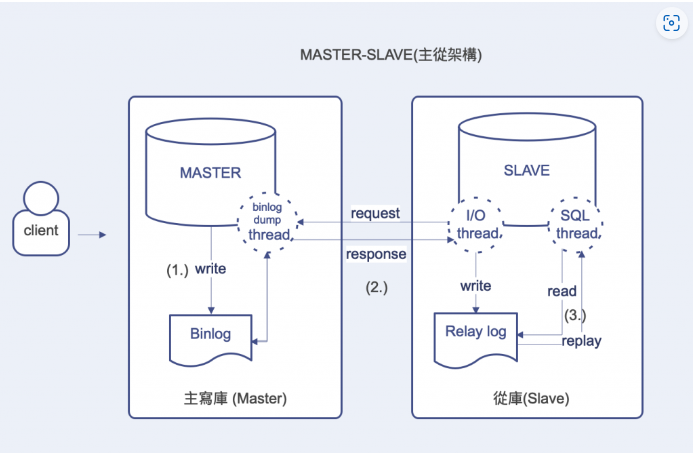 MASTER-SLAVE(主從架構)
MASTER
SLAVE
client
binlog
dump
thread
request
response
I/O
thread
SQL
thread
(1.) write
(2.)
write
read
(3.)
replay
Binlog
Relay log
主寫庫 (Master)
從庫(Slave)